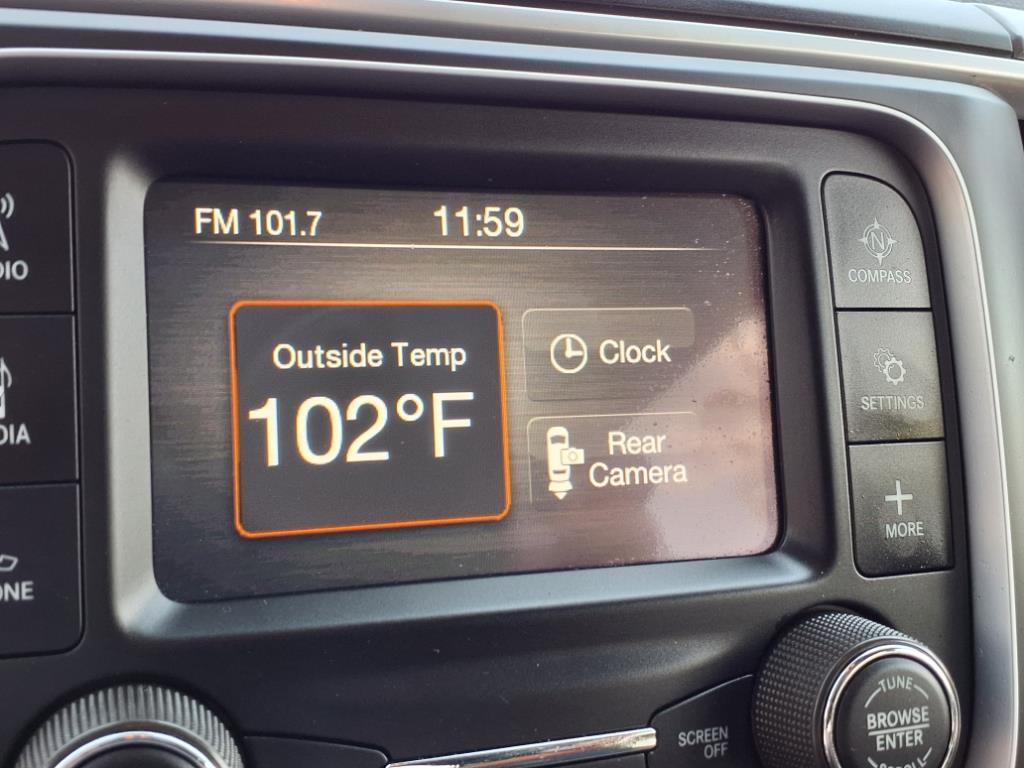 FM 101.7 11:59
Outside Temp
102°F
Clock
Rear
Camera
N
COMPASS
SETTINGS
MORE
SCREEN
OFF
TUNE
BROWSE
ENTER